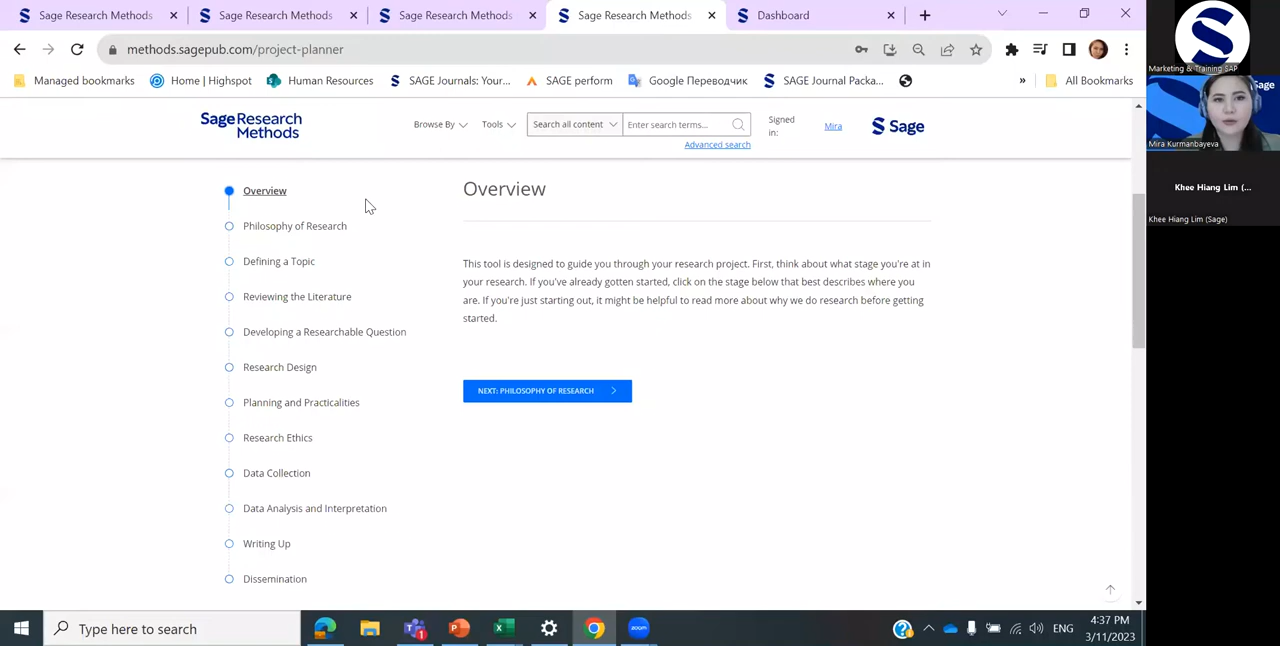 Sage Research Methods
Sage Research Methods
Sage Research Methods
Sage Research Methods
Dashboard
methods.sagepub.com/project-planner
Managed bookmarks
Home | Highspot
Human Resources
SAGE Journals
SAGE perform
Google Переводчик
SAGE Journal Packa...
»
All Bookmarks
Sage Research
Methods
Browse By
Tools
Search all content
Enter search terms...
Advanced search
Signed
in:
Mira
Sage
Overview
Philosophy of Research
Defining a Topic
Reviewing the Literature
Developing a Researchable Question
Research Design
Planning and Practicalities
Research Ethics
Data Collection
Data Analysis and Interpretation
Writing Up
Dissemination
Overview
This tool is designed to guide you through your research project. First, think about what stage you're at in
your research. If you've already gotten started, click on the stage below that best describes where you
are. If you're just starting out, it might be helpful to read more about why we do research before getting
started.
NEXT: PHILOSOPHY OF RESEARCH
Marketing & Training SAP
Sage
Mira Kurmanbayeva
Khee Hiang Lim (...
Khee Hiang Lim (Sage)
Type here to search
1
zoom
ENG
4:37 PM
3/11/2023